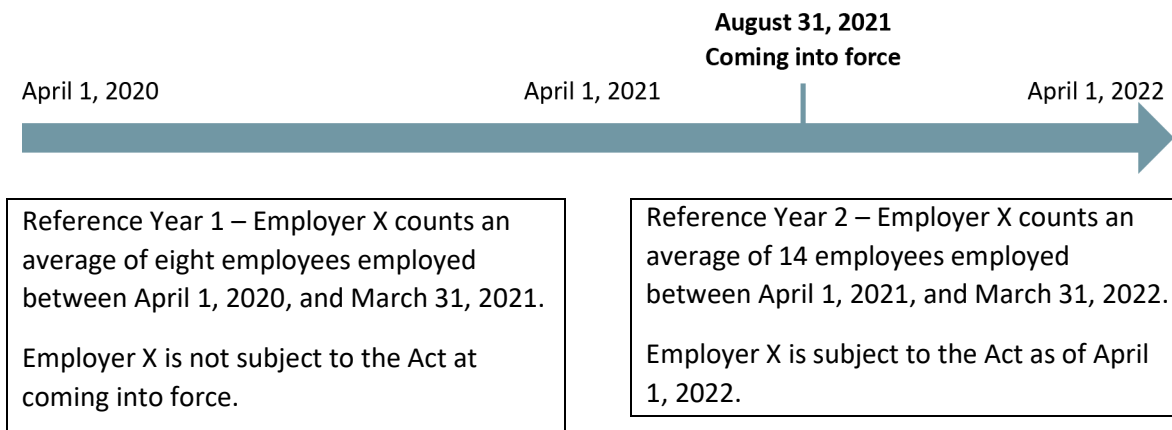 August 31, 2021
Coming into force
April 1, 2020
April 1, 2021
April 1, 2022
Reference Year 1 – Employer X counts an
average of eight employees employed
between April 1, 2020, and March 31, 2021.
Employer X is not subject to the Act at
coming into force.
Reference Year 2 – Employer X counts an
average of 14 employees employed
between April 1, 2021, and March 31, 2022.
Employer X is subject to the Act as of April
1, 2022.